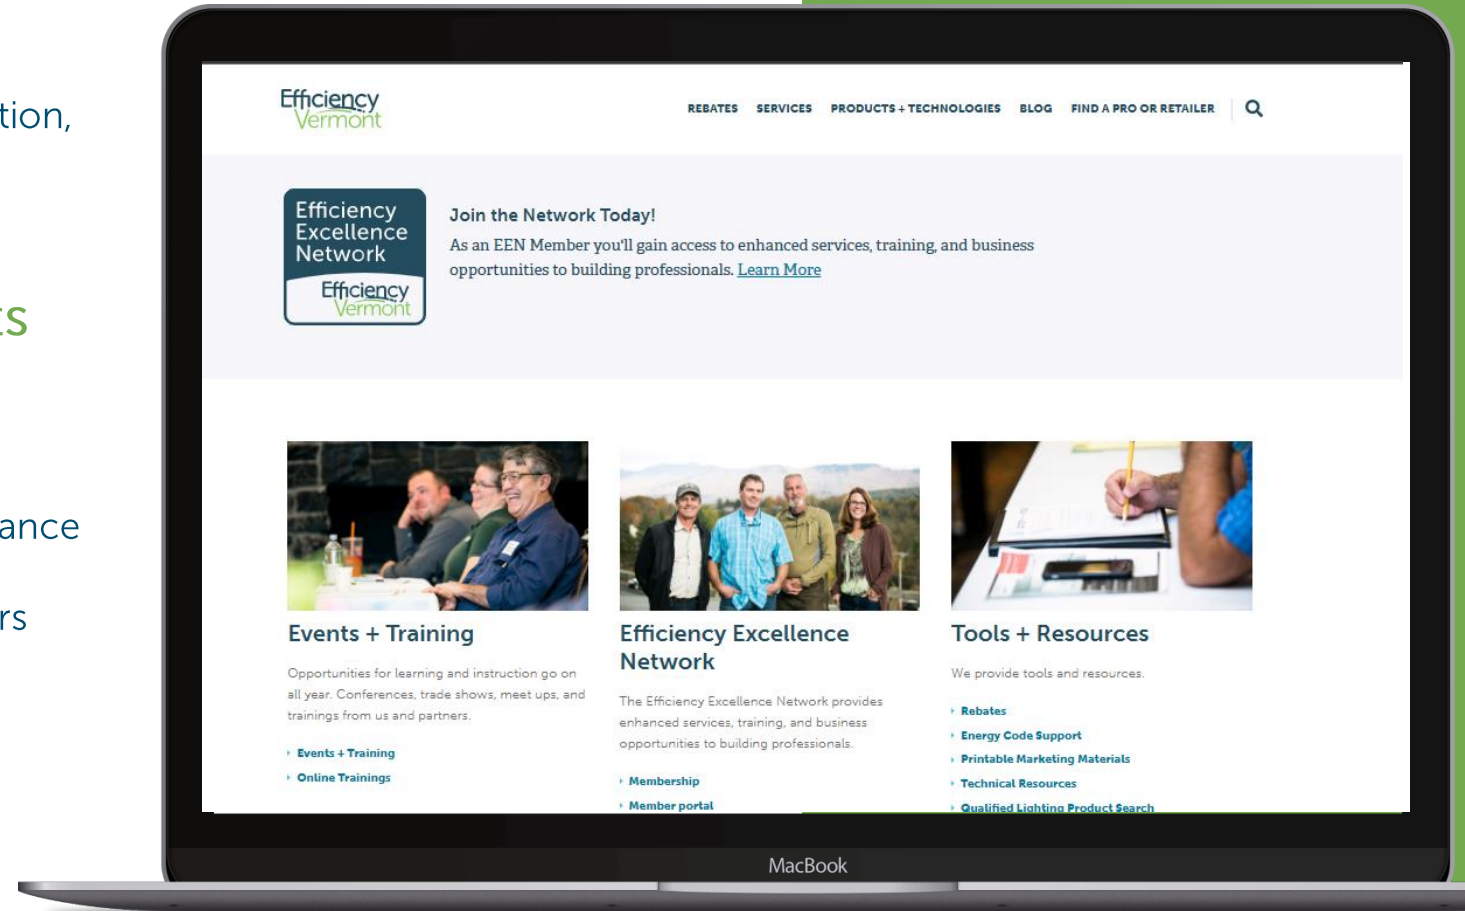 tion,
ts
ance
rs
Efficiency
Vermont
REBATES SERVICES PRODUCTS + TECHNOLOGIES BLOG FIND A PRO OR RETAILER
Efficiency
Excellence
Network
Efficiency
Vermont
Join the Network Today!
As an EEN Member you'll gain access to enhanced services, training, and business
opportunities to building professionals. Learn More
Events + Training
Opportunities for learning and instruction go on
all year. Conferences, trade shows, meet ups, and
trainings from us and partners.
Events + Training
Online Trainings
Efficiency Excellence
Network
The Efficiency Excellence Network provides
enhanced services, training, and business
opportunities to building professionals.
Membership
Member portal
Tools + Resources
We provide tools and resources.
Rebates
Energy Code Support
Printable Marketing Materials
Technical Resources
Qualified Lighting Product Search
MacBook